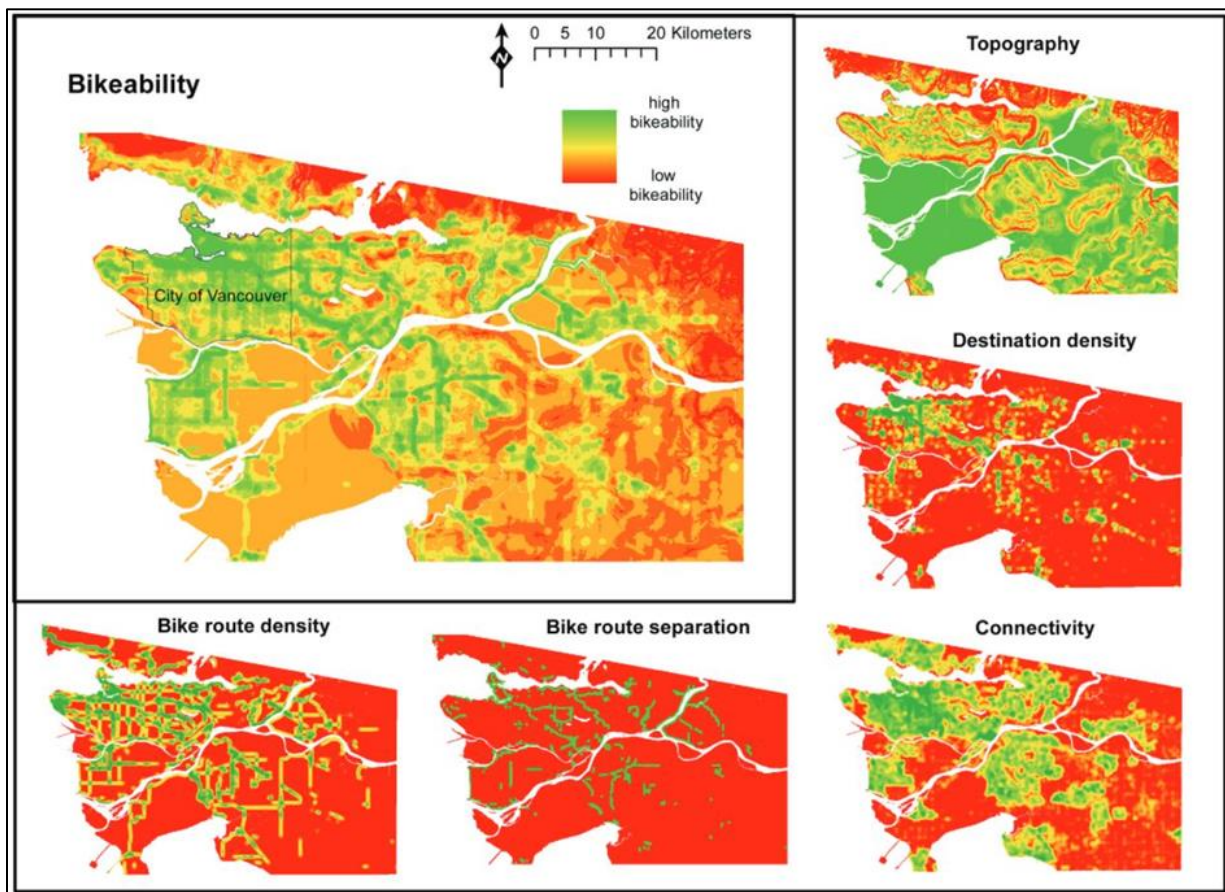 Bikeability
N
0 5 10 20 Kilometers
high
bikeability
low
bikeability
City of Vancouver
Topography
Destination density
Connectivity
Bike route density
Bike route separation